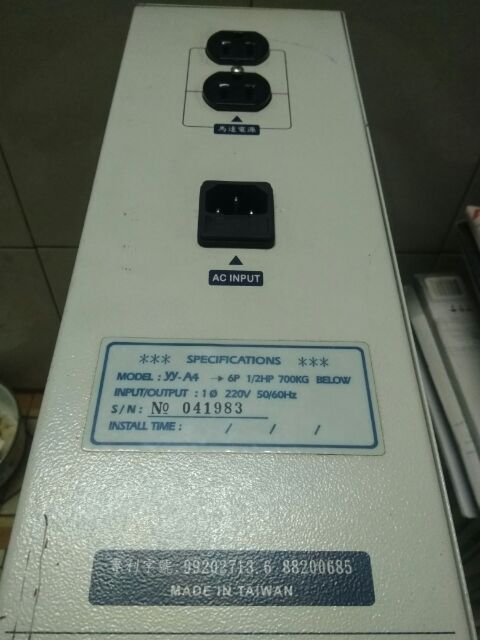 馬達電源
AC INPUT
*** SPECIFICATIONS ***
MODEL : YY-A4 → 6P 1/2HP 700KG BELOW
INPUT/OUTPUT : 1Ø 220V 50/60Hz
S/N : No 041983
INSTALL TIME : / / /
專利字號 99202713.6 88200685
MADE IN TAIWAN